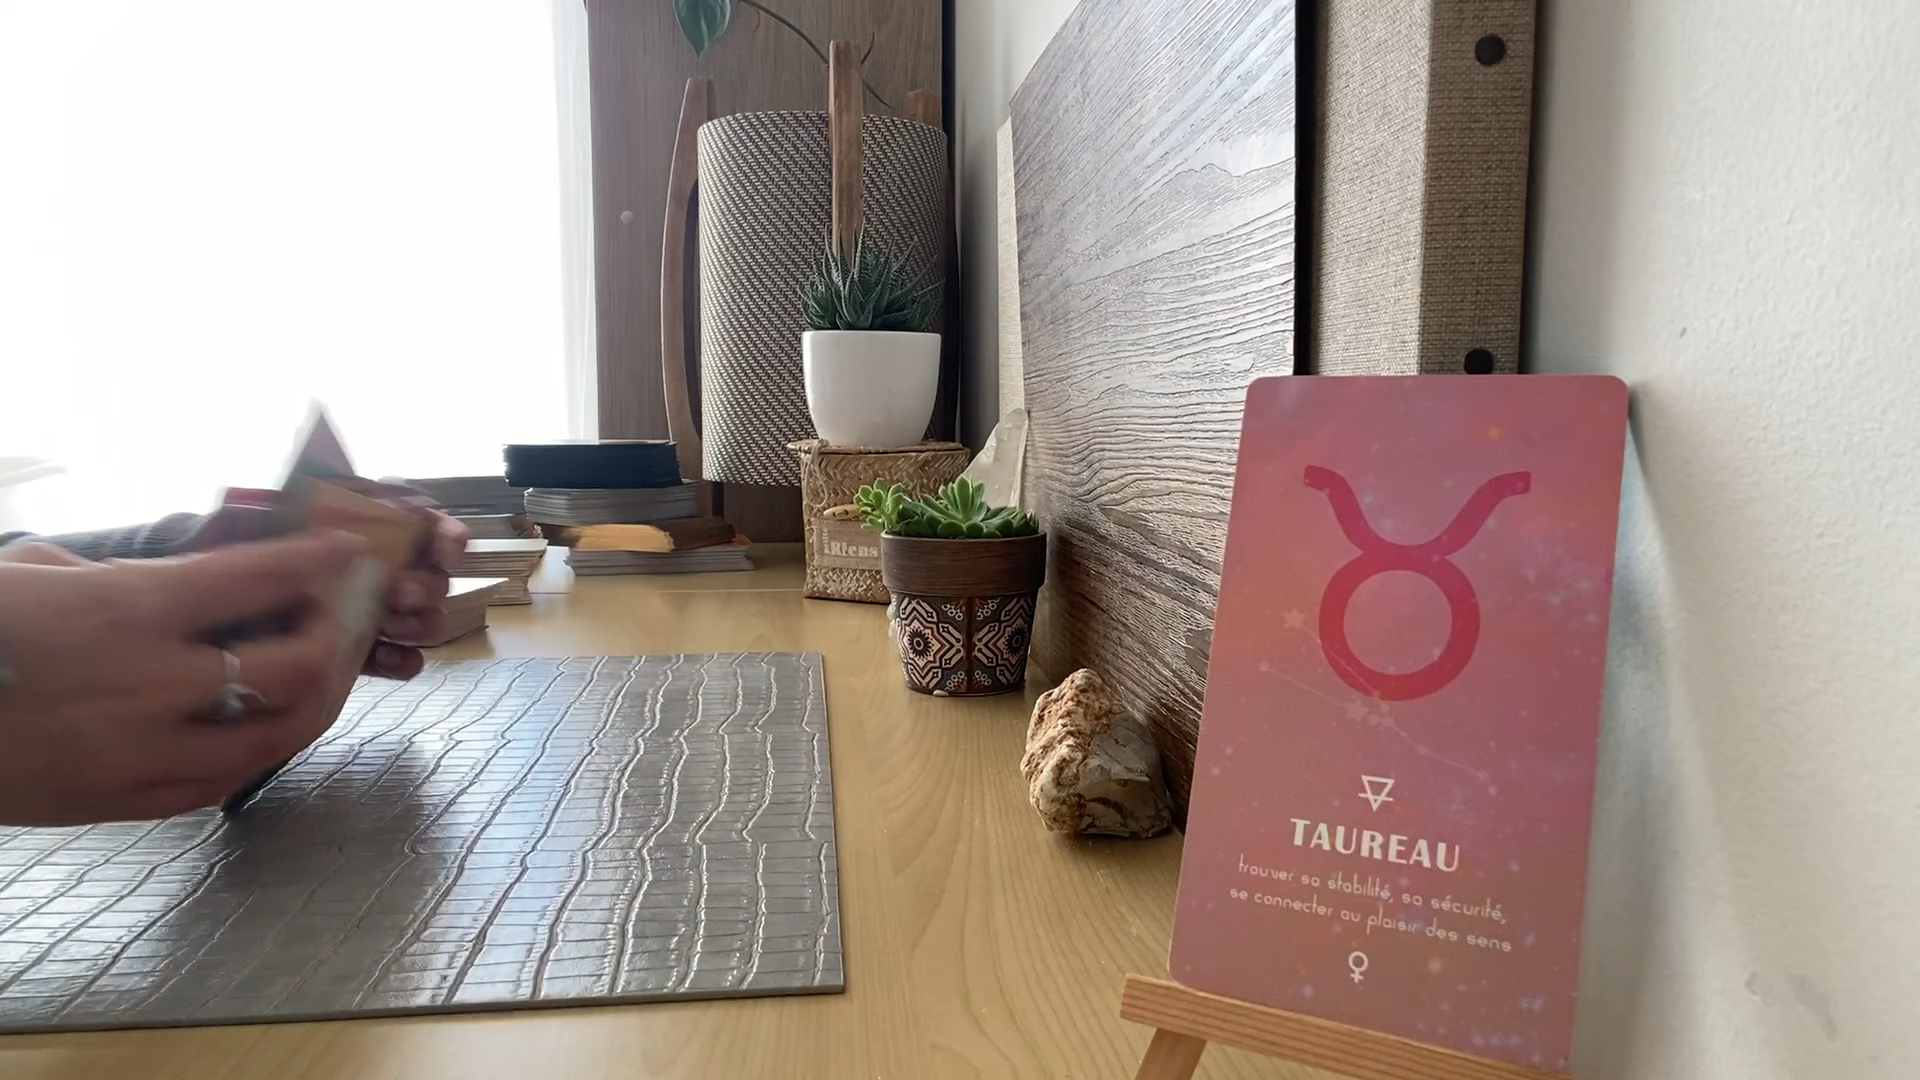 TAUREAU
trouver sa stabilité, sa sécurité,
se connecter au plaisir des sens